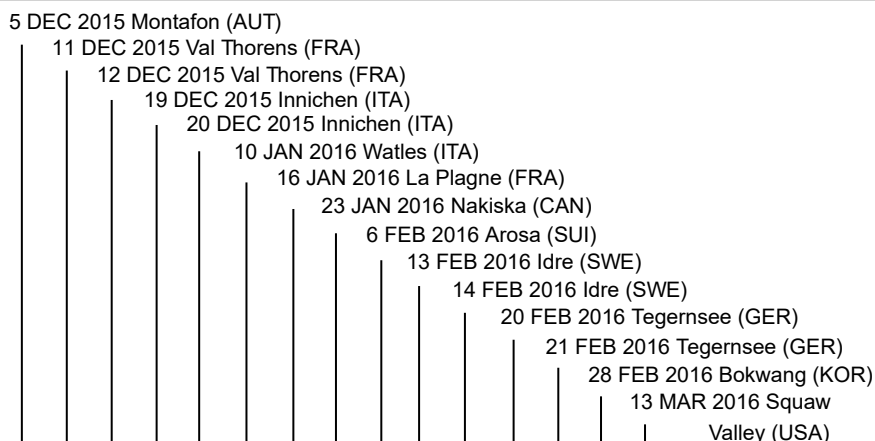 5 DEC 2015 Montafon (AUT)
11 DEC 2015 Val Thorens (FRA)
12 DEC 2015 Val Thorens (FRA)
19 DEC 2015 Innichen (ITA)
20 DEC 2015 Innichen (ITA)
10 JAN 2016 Watles (ITA)
16 JAN 2016 La Plagne (FRA)
23 JAN 2016 Nakiska (CAN)
6 FEB 2016 Arosa (SUI)
13 FEB 2016 Idre (SWE)
14 FEB 2016 Idre (SWE)
20 FEB 2016 Tegernsee (GER)
21 FEB 2016 Tegernsee (GER)
28 FEB 2016 Bokwang (KOR)
13 MAR 2016 Squaw
Valley (USA)